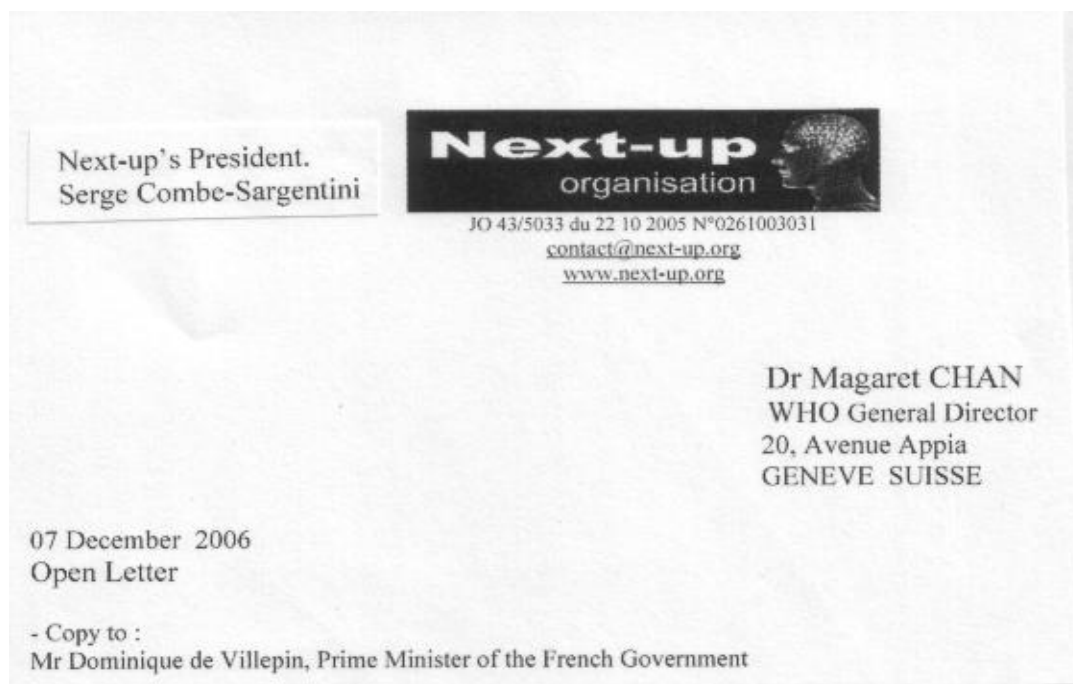 Next-up's President.
Serge Combe-Sargentini
Next-up
organisation
JO 43/5033 du 22 10 2005 N°0261003031
contact@next-up.org
www.next-up.org
Dr Magaret CHAN
WHO General Director
20, Avenue Appia
GENEVE SUISSE
07 December 2006
Open Letter
- Copy to :
Mr Dominique de Villepin, Prime Minister of the French Government